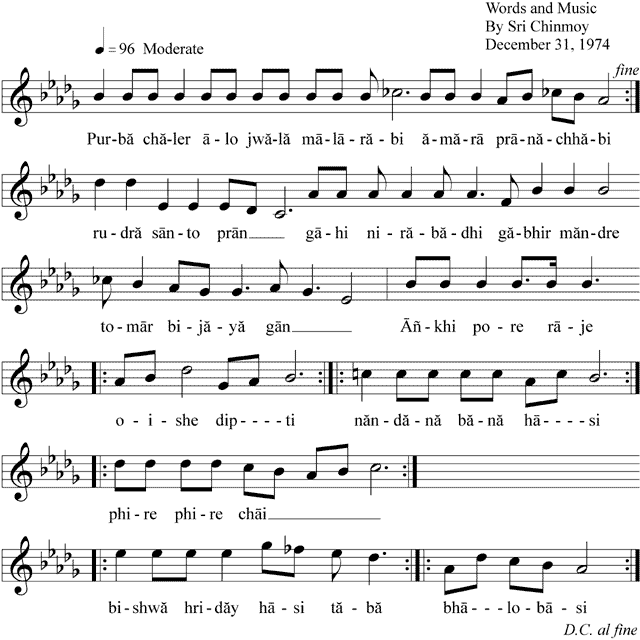 Words and Music
By Sri Chinmoy
December 31, 1974
= 96 Moderate
fine
Pur-bă chă-ler ā-lo jwă-lă mā-lā-ră-bi ă-mă-rā prā-nă-chhă-bi
ru-dră sān-to prān gā-hi ni-ră-bă-dhi gă-bhir măn-dre
to-mār bi-jă-yă gān Āñ-khi po-re rā-je
o-i-she dip-----ti năn-dă-nă bă-nă hā----si
phi-re phi-re chāi
bi-shwă hri-dăy hā-si tă-bă bhā---lo-bā-si
D.C. al fine